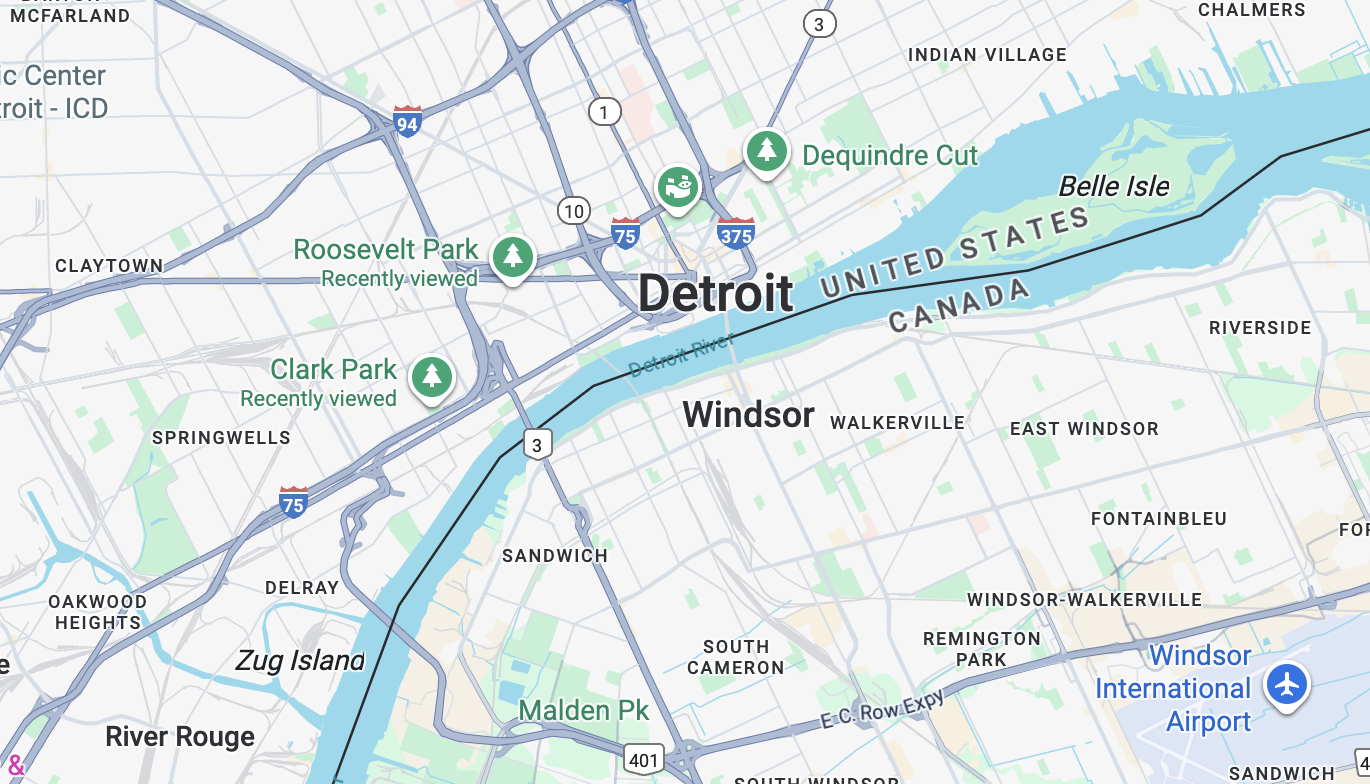 MCFARLAND
CHALMERS
3
INDIAN VILLAGE
ic Center
troit - ICD
94
1
Dequindre Cut
Belle Isle
10
75
375
UNITED STATES
CANADA
Roosevelt Park
Recently viewed
CLAYTOWN
Detroit
RIVERSIDE
Detroit River
Clark Park
Recently viewed
Windsor
WALKERVILLE
EAST WINDSOR
SPRINGWELLS
3
75
FONTAINBLEU
FOR
SANDWICH
DELRAY
OAKWOOD
HEIGHTS
WINDSOR-WALKERVILLE
REMINGTON
PARK
SOUTH
CAMERON
Zug Island
e
Windsor
International
Airport
Malden Pk
E.C. Row Expy
River Rouge
401
&
SOUTH WINDSOR
SANDWICH
4